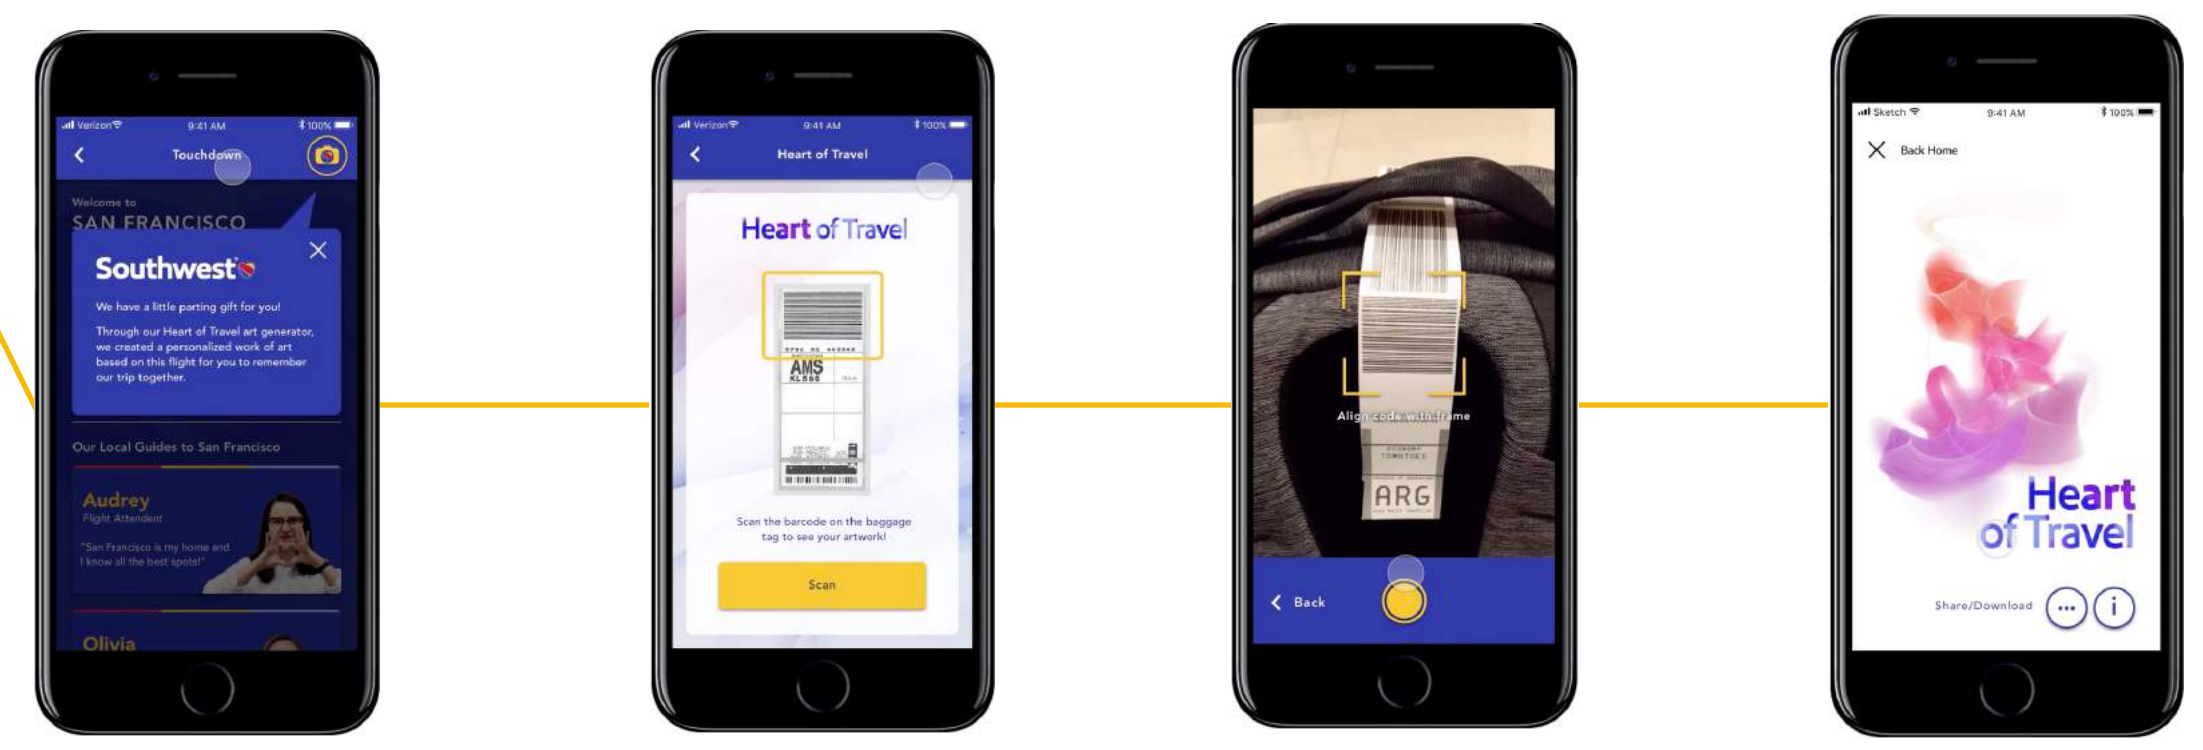 Verizon 9:41 AM 100%
Touchdown
Welcome to
SAN FRANCISCO
Southwest
We have a little parting gift for you!
Through our Heart of Travel art generator,
we created a personalized work of art
based on this flight for you to remember
our trip together.
Our Local Guides to San Francisco
Audrey
Flight Attendent
"San Francisco is my home and
I know all the best spots!"
Olivia
Verizon 9:41 AM 100%
Heart of Travel
Heart of Travel
AMS
KL566
Scan the barcode on the baggage
tag to see your artwork!
Scan
Align code with frame
ECONOMY
TOMATOES
ARG
Back
Sketch 9:41 AM 100%
Back Home
Heart
of Travel
Share/Download